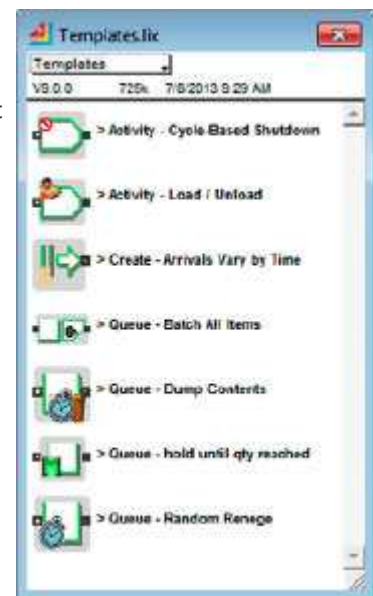 Templates.lix
Templates
V9.0.0 725k 7/8/2013 9:29 AM
> Activity - Cycle-Based Shutdown
> Activity - Load / Unload
> Create - Arrivals Vary by Time
> Queue - Batch All Items
> Queue - Dump Contents
> Queue - hold until qty reached
> Queue - Random Renege